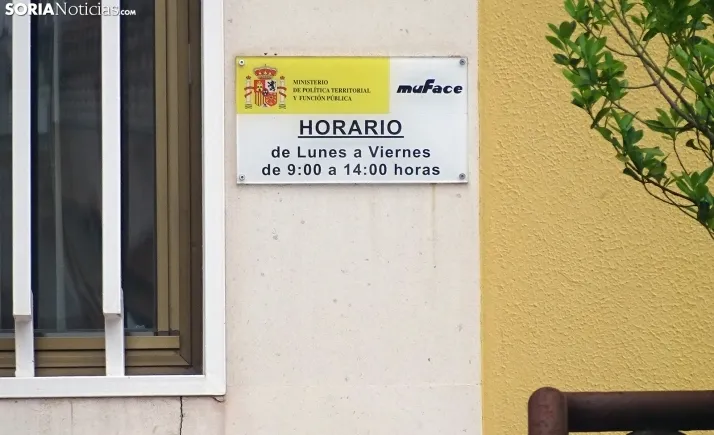 SORIANoticias.com
MINISTERIO
DE POLÍTICA TERRITORIAL
Y FUNCIÓN PÚBLICA
muFace
HORARIO
de Lunes a Viernes
de 9:00 a 14:00 horas